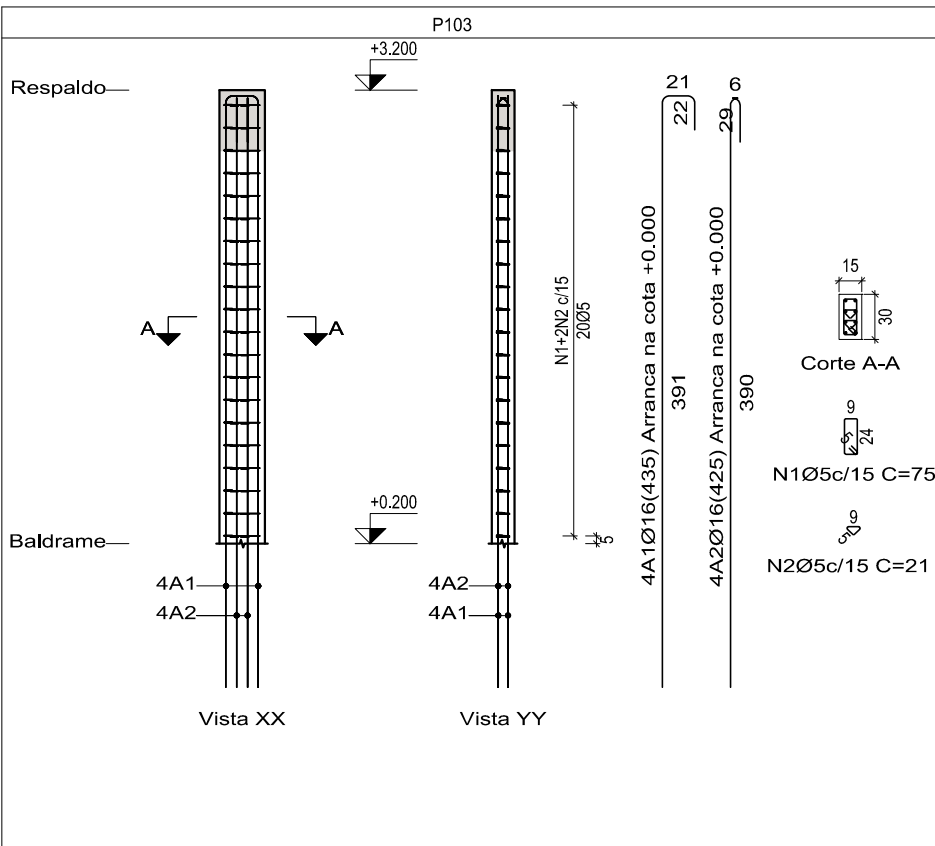 P103
Respaldo
+3.200
21
22
6
29
A
A
N1+2N2 c/15
20Ø5
4A1Ø16(435) Arranca na cota +0.000
391
4A2Ø16(425) Arranca na cota +0.000
390
15
30
Corte A-A
9
24
5
N1Ø5c/15 C=75
9
5
N2Ø5c/15 C=21
Baldrame
+0.200
5
4A1
4A2
4A2
4A1
Vista XX
Vista YY